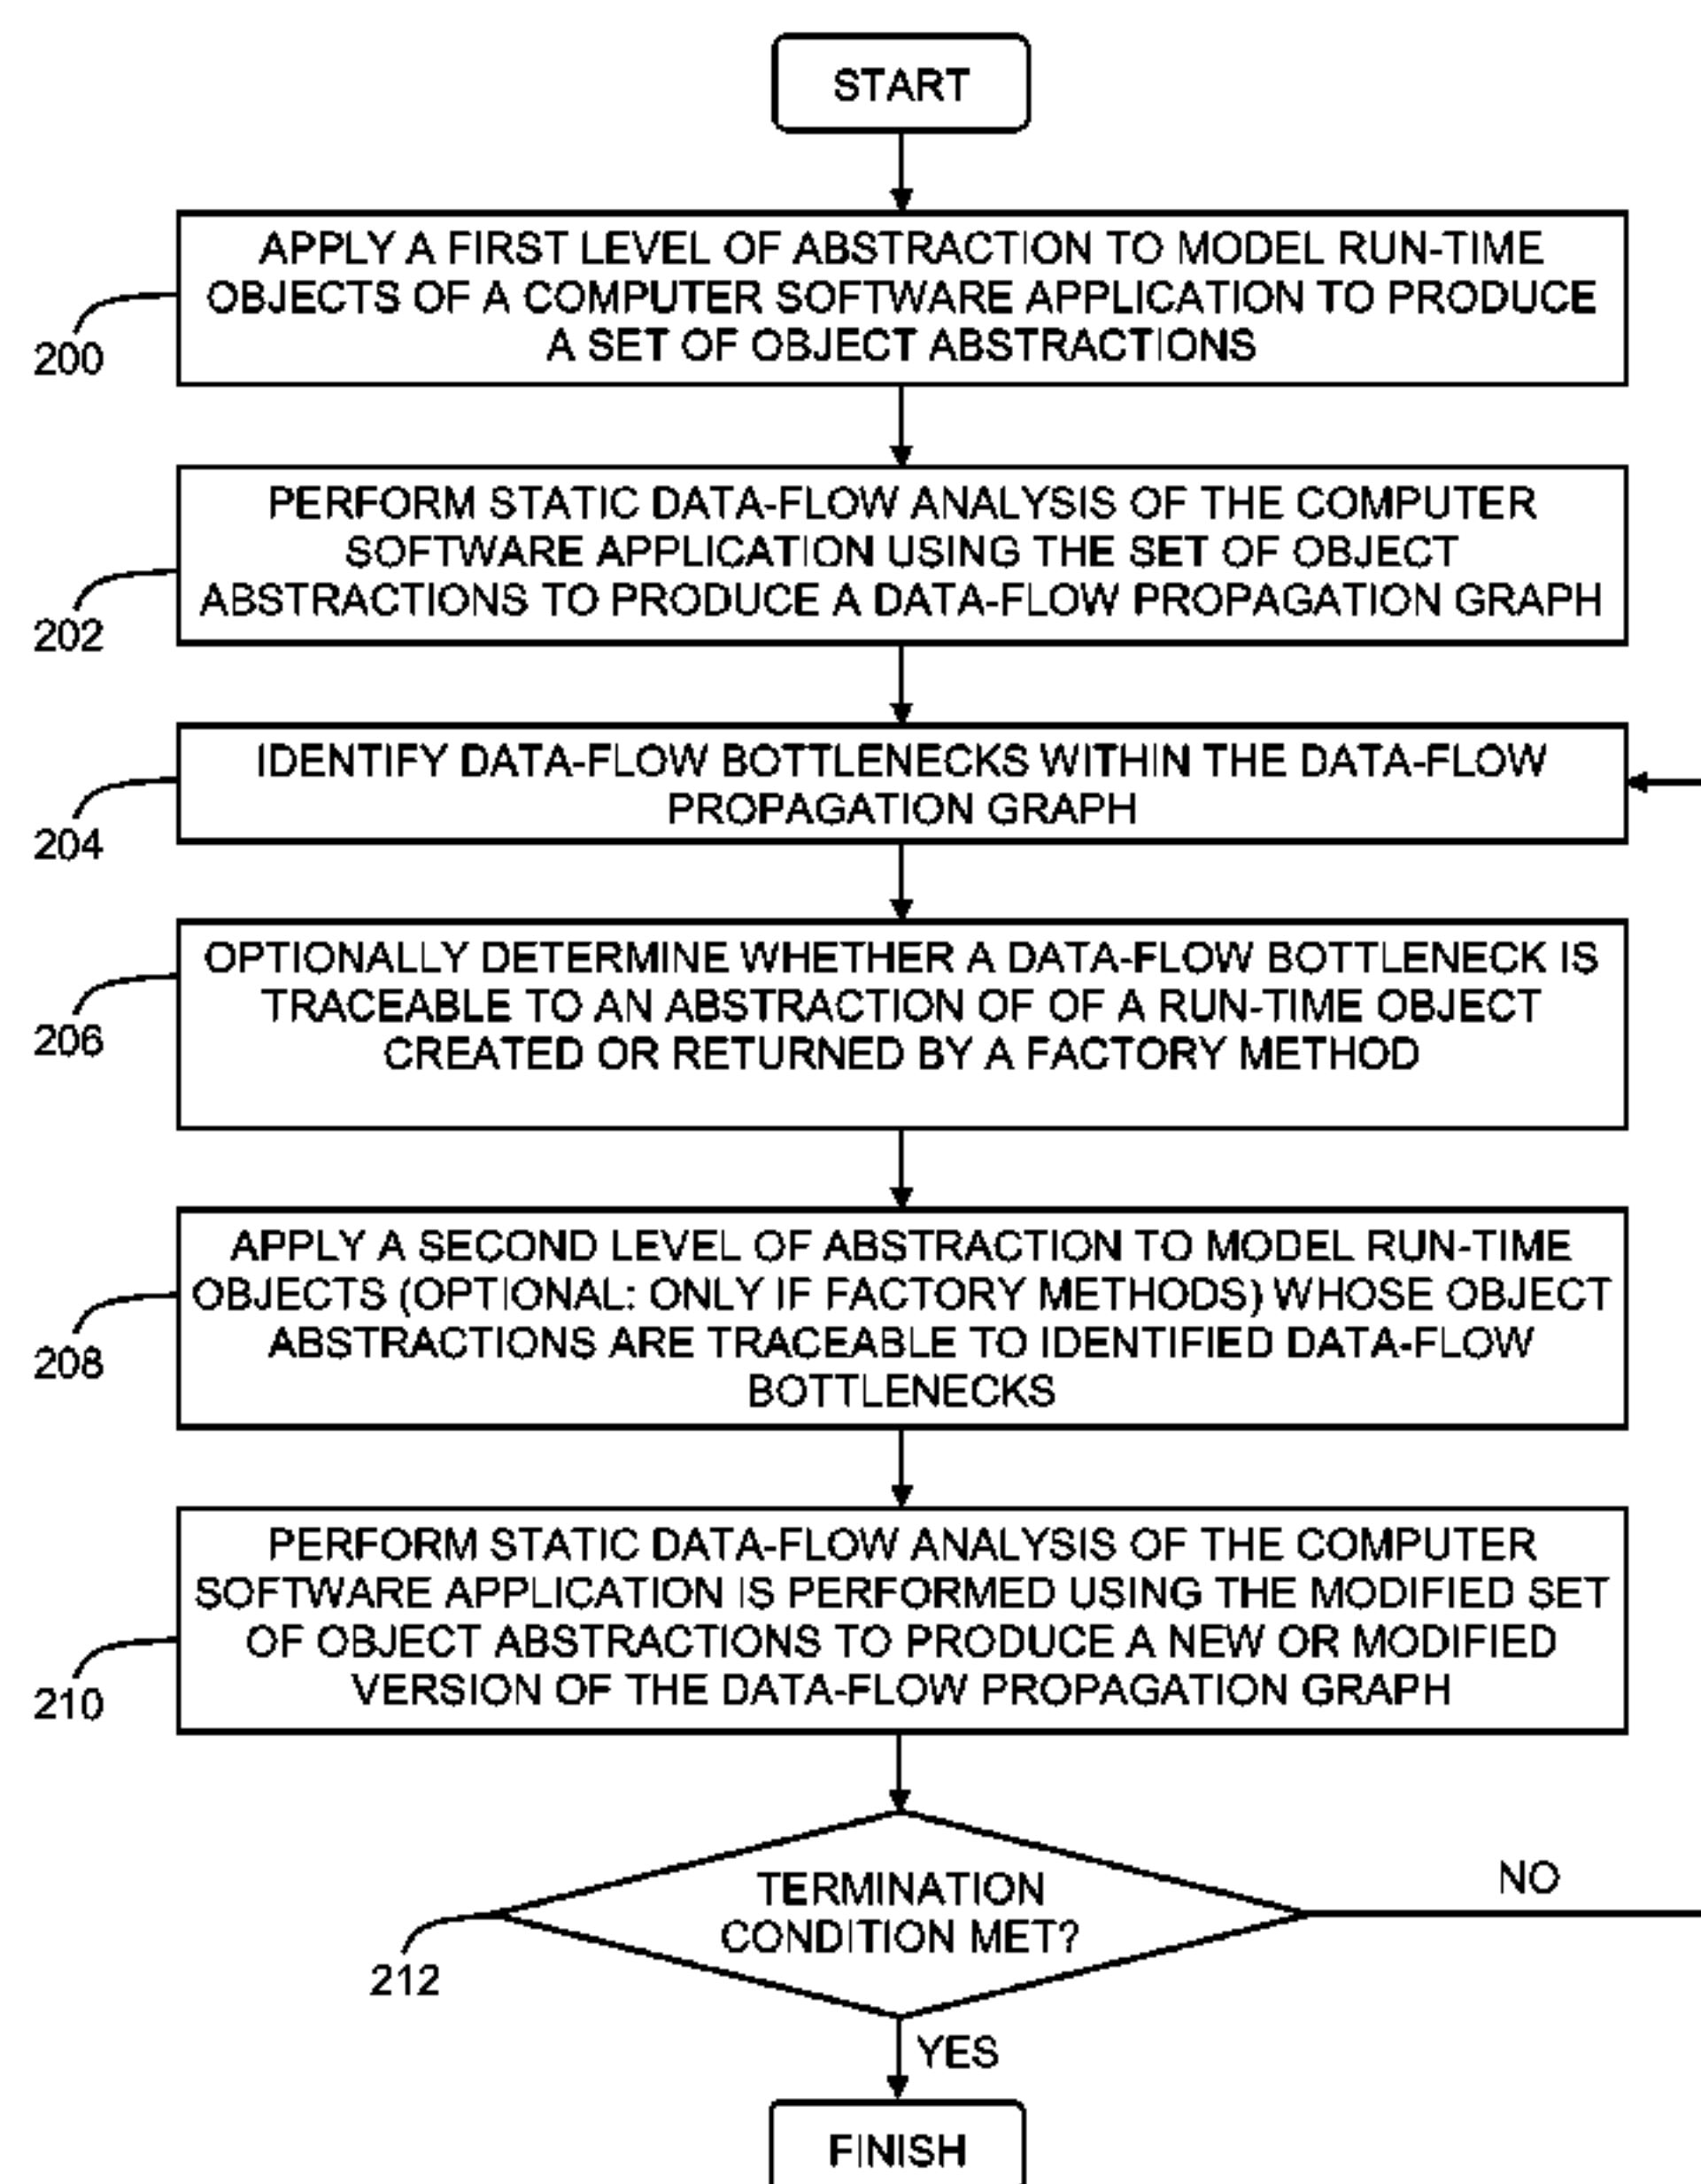 START
APPLY A FIRST LEVEL OF ABSTRACTION TO MODEL RUN-TIME
OBJECTS OF A COMPUTER SOFTWARE APPLICATION TO PRODUCE
A SET OF OBJECT ABSTRACTIONS
200
PERFORM STATIC DATA-FLOW ANALYSIS OF THE COMPUTER
SOFTWARE APPLICATION USING THE SET OF OBJECT
ABSTRACTIONS TO PRODUCE A DATA-FLOW PROPAGATION GRAPH
202
IDENTIFY DATA-FLOW BOTTLENECKS WITHIN THE DATA-FLOW
PROPAGATION GRAPH
204
OPTIONALLY DETERMINE WHETHER A DATA-FLOW BOTTLENECK IS
TRACEABLE TO AN ABSTRACTION OF OF A RUN-TIME OBJECT
CREATED OR RETURNED BY A FACTORY METHOD
206
APPLY A SECOND LEVEL OF ABSTRACTION TO MODEL RUN-TIME
OBJECTS (OPTIONAL: ONLY IF FACTORY METHODS) WHOSE OBJECT
ABSTRACTIONS ARE TRACEABLE TO IDENTIFIED DATA-FLOW
BOTTLENECKS
208
PERFORM STATIC DATA-FLOW ANALYSIS OF THE COMPUTER
SOFTWARE APPLICATION IS PERFORMED USING THE MODIFIED SET
OF OBJECT ABSTRACTIONS TO PRODUCE A NEW OR MODIFIED
VERSION OF THE DATA-FLOW PROPAGATION GRAPH
210
TERMINATION
CONDITION MET?
NO
212
YES
FINISH